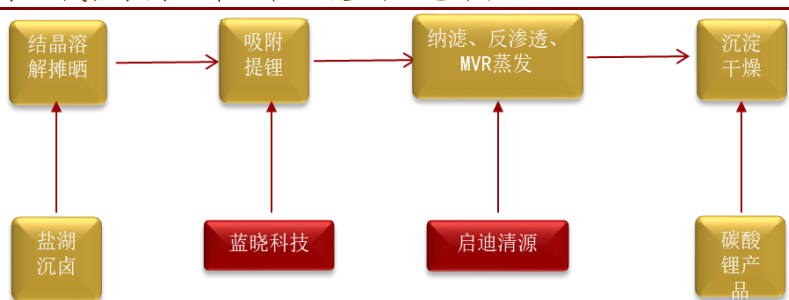 结晶溶
解摊晒
吸附
提锂
纳滤、反渗透、
MVR蒸发
沉淀
干燥
盐湖
沉卤
蓝晓科技
启迪清源
碳酸
锂产
品